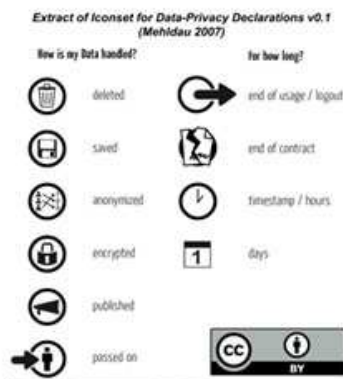 Extract of Iconset for Data-Privacy Declarations v0.1
(Mehldau 2007)
How is my Data handled?
For how long?
deleted
end of usage / logout
saved
end of contract
anonymized
timestamp / hours
encrypted
1
days
published
passed on
cc
BY